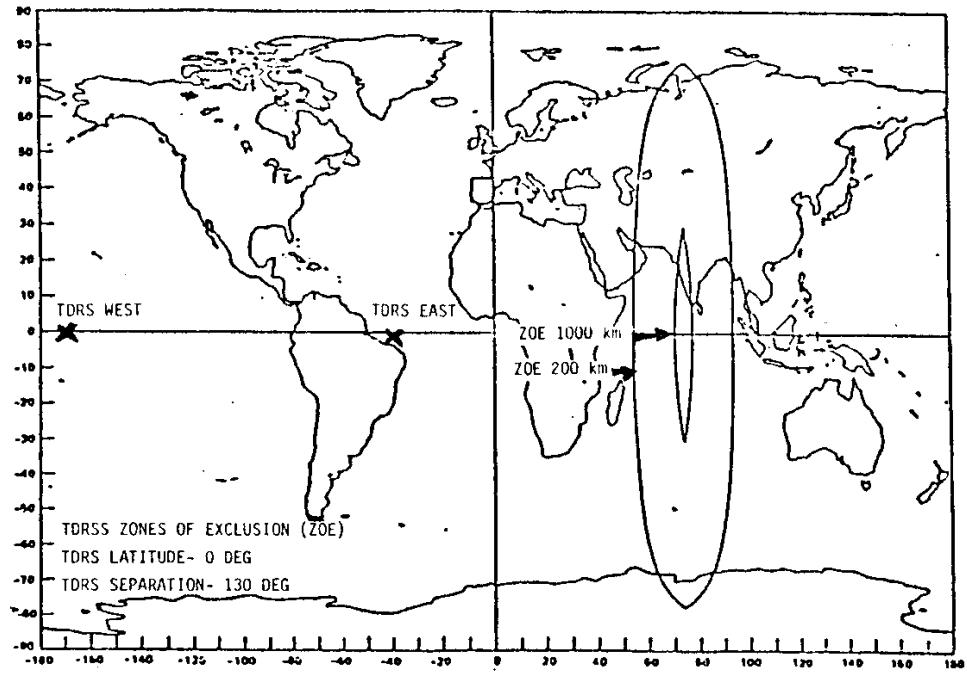 90
80
70
60
50
40
30
20
10
0
-10
-20
-30
-40
-50
-60
-70
-80
-90
TDRS WEST
TDRS EAST
ZOE 1000 km
ZOE 200 km
TDRSS ZONES OF EXCLUSION (ZOE)
TDRS LATITUDE- 0 DEG
TDRS SEPARATION- 130 DEG
-180 -160 -140 -120 -100 -80 -60 -40 -20 0 20 40 60 80 100 120 140 160 180